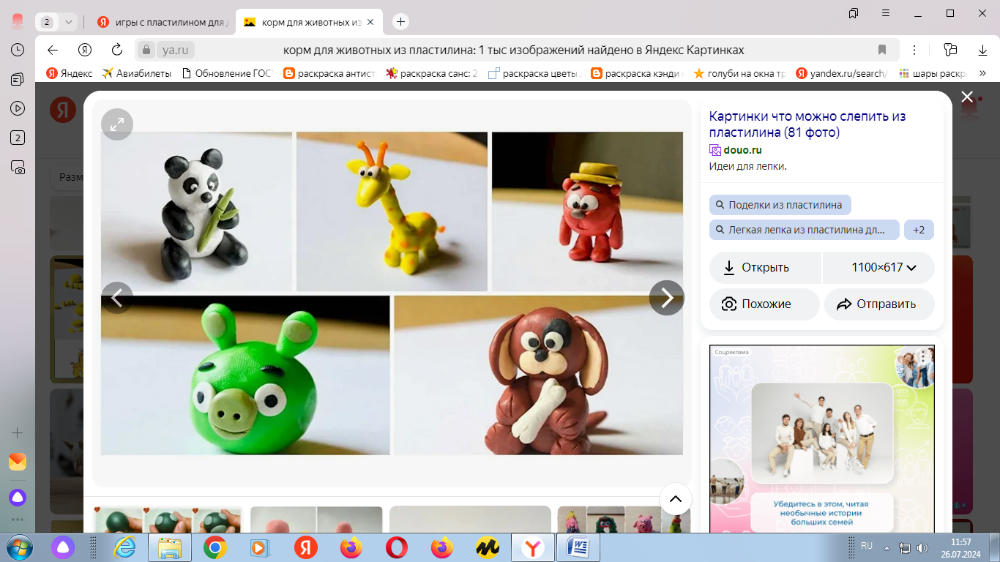 2
игры с пластилином для д
корм для животных из
ya.ru
корм для животных из пластилина: 1 тыс изображений найдено в Яндекс Картинках
Яндекс
Авиабилеты
Обновление ГОС
раскраска антист
раскраска санс: 2
раскраска цветы
раскраска кэнди
голуби на окна тр
yandex.ru/search/
шары раскр
2
Разм
Картинки что можно слепить из
пластилина (81 фото)
douo.ru
Идеи для лепки.
Поделки из пластилина
Легкая лепка из пластилина дл...
+2
Открыть
1100×617
Похожие
Отправить
Соцреклама
Убедитесь в этом, читая
необычные истории
больших семей
RU
11:57
26.07.2024